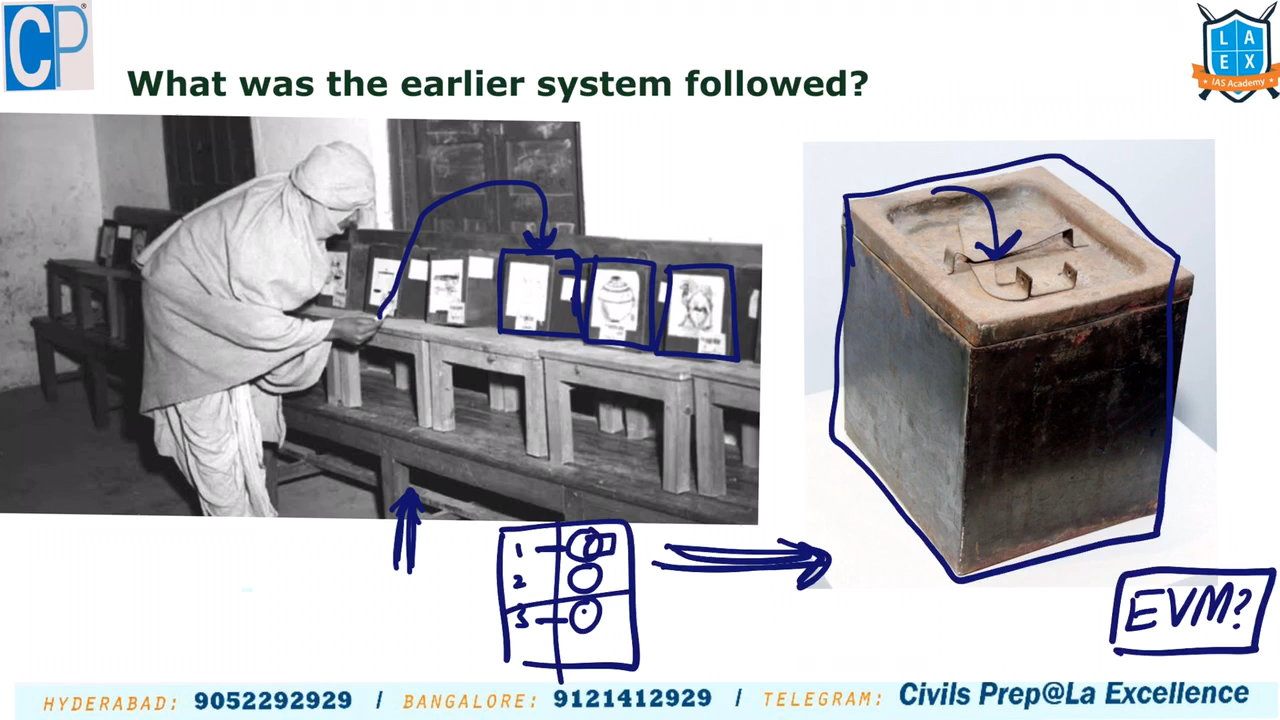 CP
What was the earlier system followed?
L A
E X
IAS Academy
1
2
3
EVM?
HYDERABAD: 9052292929 / BANGALORE: 9121412929 / TELEGRAM: Civils Prep@La Excellence